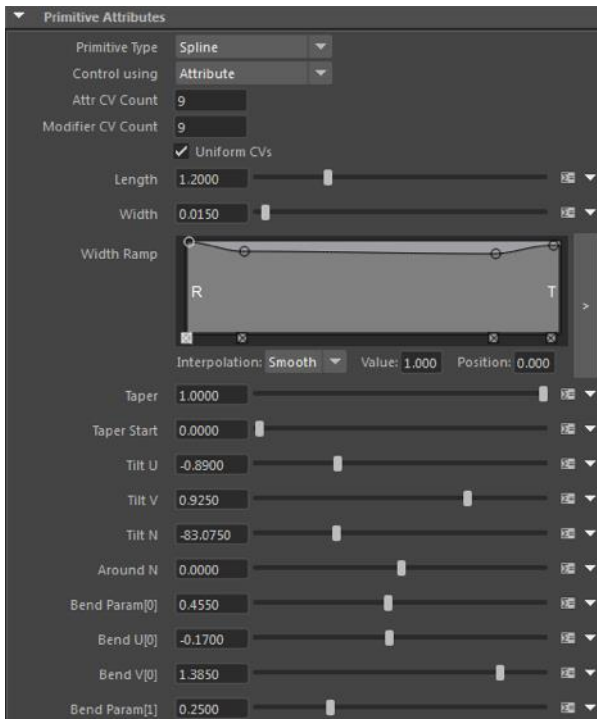 Primitive Attributes
Primitive Type Spline
Control using Attribute
Attr CV Count 9
Modifier CV Count 9
Uniform CVs
Length 1.2000
Width 0.0150
Width Ramp
R T
>
Interpolation: Smooth Value: 1.000 Position: 0.000
Taper 1.0000
Taper Start 0.0000
Tilt U -0.8900
Tilt V 0.9250
Tilt N -83.0750
Around N 0.0000
Bend Param[0] 0.4550
Bend U[0] -0.1700
Bend V[0] 1.3850
Bend Param[1] 0.2500